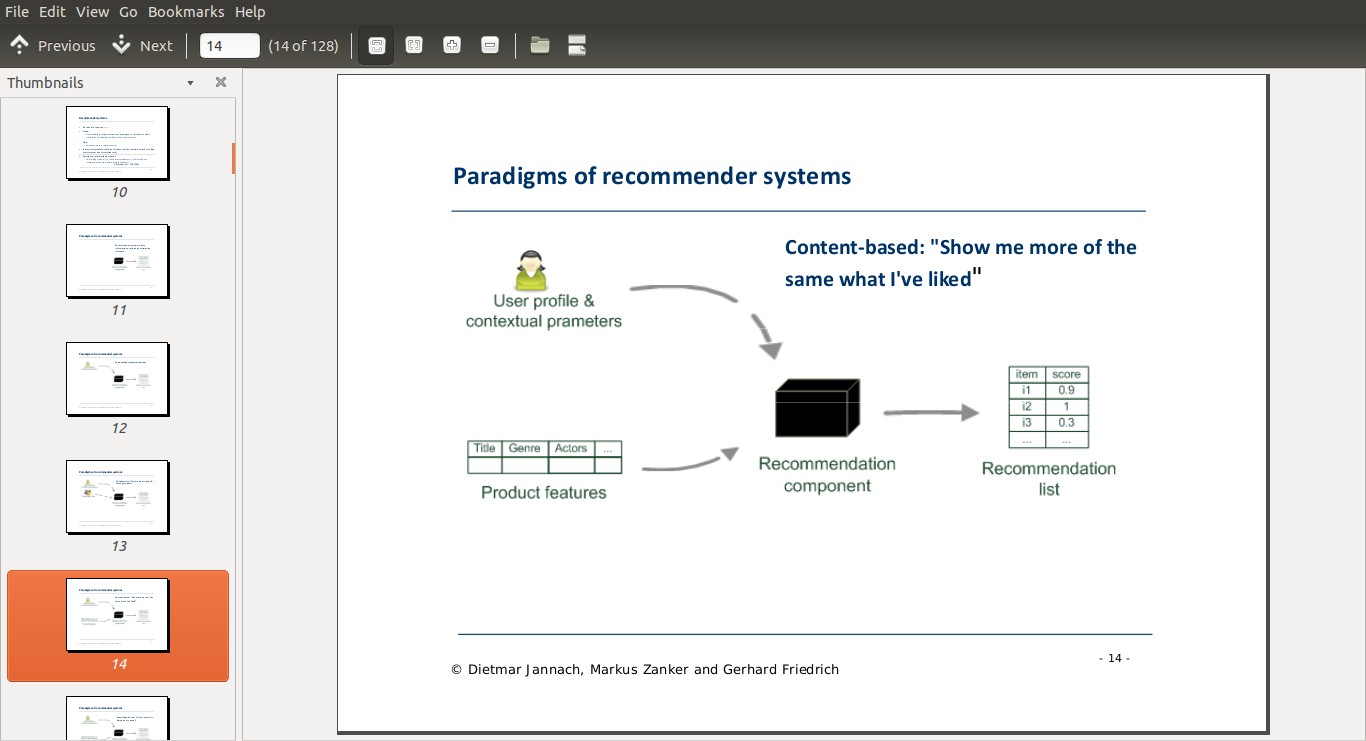 File Edit View Go Bookmarks Help
Previous Next 14 (14 of 128)
Thumbnails
10
11
12
13
14
Paradigms of recommender systems
Content-based: "Show me more of the
same what I've liked"
User profile &
contextual prameters
item score
i1 0.9
i2 1
i3 0.3
... ...
Title Genre Actors ...
Product features
Recommendation
component
Recommendation
list
- 14 -
© Dietmar Jannach, Markus Zanker and Gerhard Friedrich